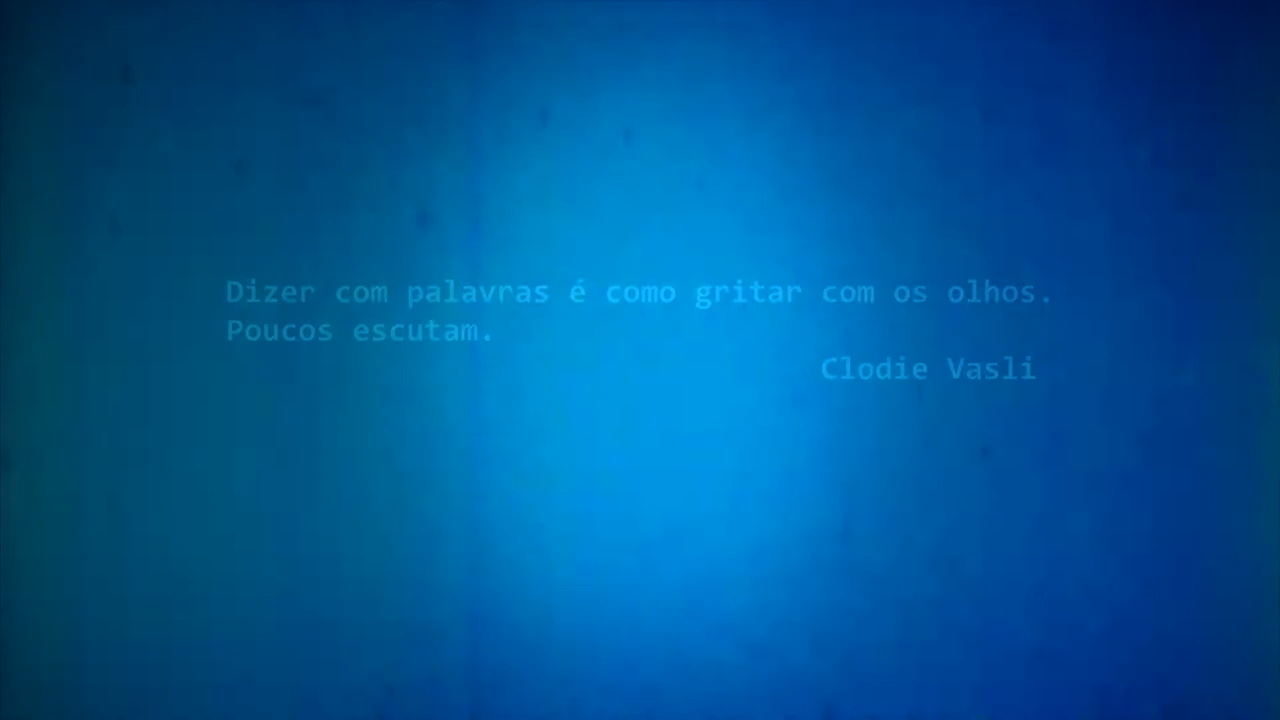 Dizer com palavras é como gritar com os olhos.
Poucos escutam.
Clodie Vasli